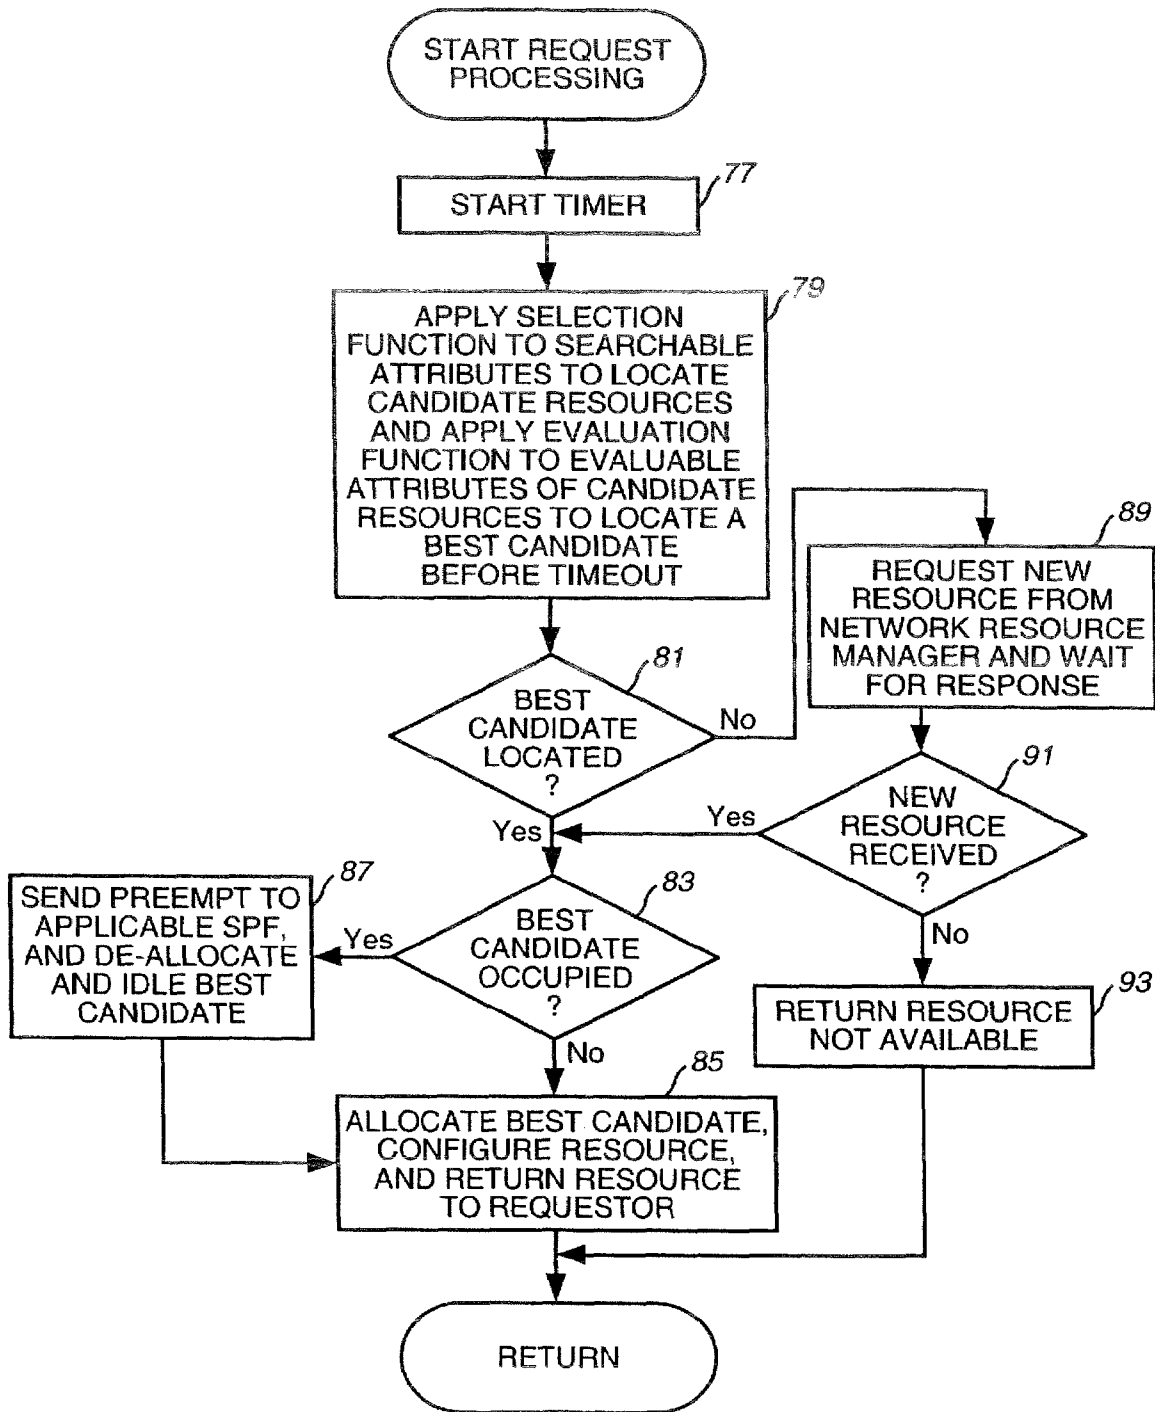 START REQUEST
PROCESSING
77
START TIMER
79
APPLY SELECTION
FUNCTION TO SEARCHABLE
ATTRIBUTES TO LOCATE
CANDIDATE RESOURCES
AND APPLY EVALUATION
FUNCTION TO EVALUABLE
ATTRIBUTES OF CANDIDATE
RESOURCES TO LOCATE A
BEST CANDIDATE
BEFORE TIMEOUT
89
REQUEST NEW
RESOURCE FROM
NETWORK RESOURCE
MANAGER AND WAIT
FOR RESPONSE
81
BEST
CANDIDATE
LOCATED
?
No
Yes
91
NEW
RESOURCE
RECEIVED
?
Yes
No
87
SEND PREEMPT TO
APPLICABLE SPF,
AND DE-ALLOCATE
AND IDLE BEST
CANDIDATE
83
BEST
CANDIDATE
OCCUPIED
?
Yes
No
93
RETURN RESOURCE
NOT AVAILABLE
85
ALLOCATE BEST CANDIDATE,
CONFIGURE RESOURCE,
AND RETURN RESOURCE
TO REQUESTOR
RETURN